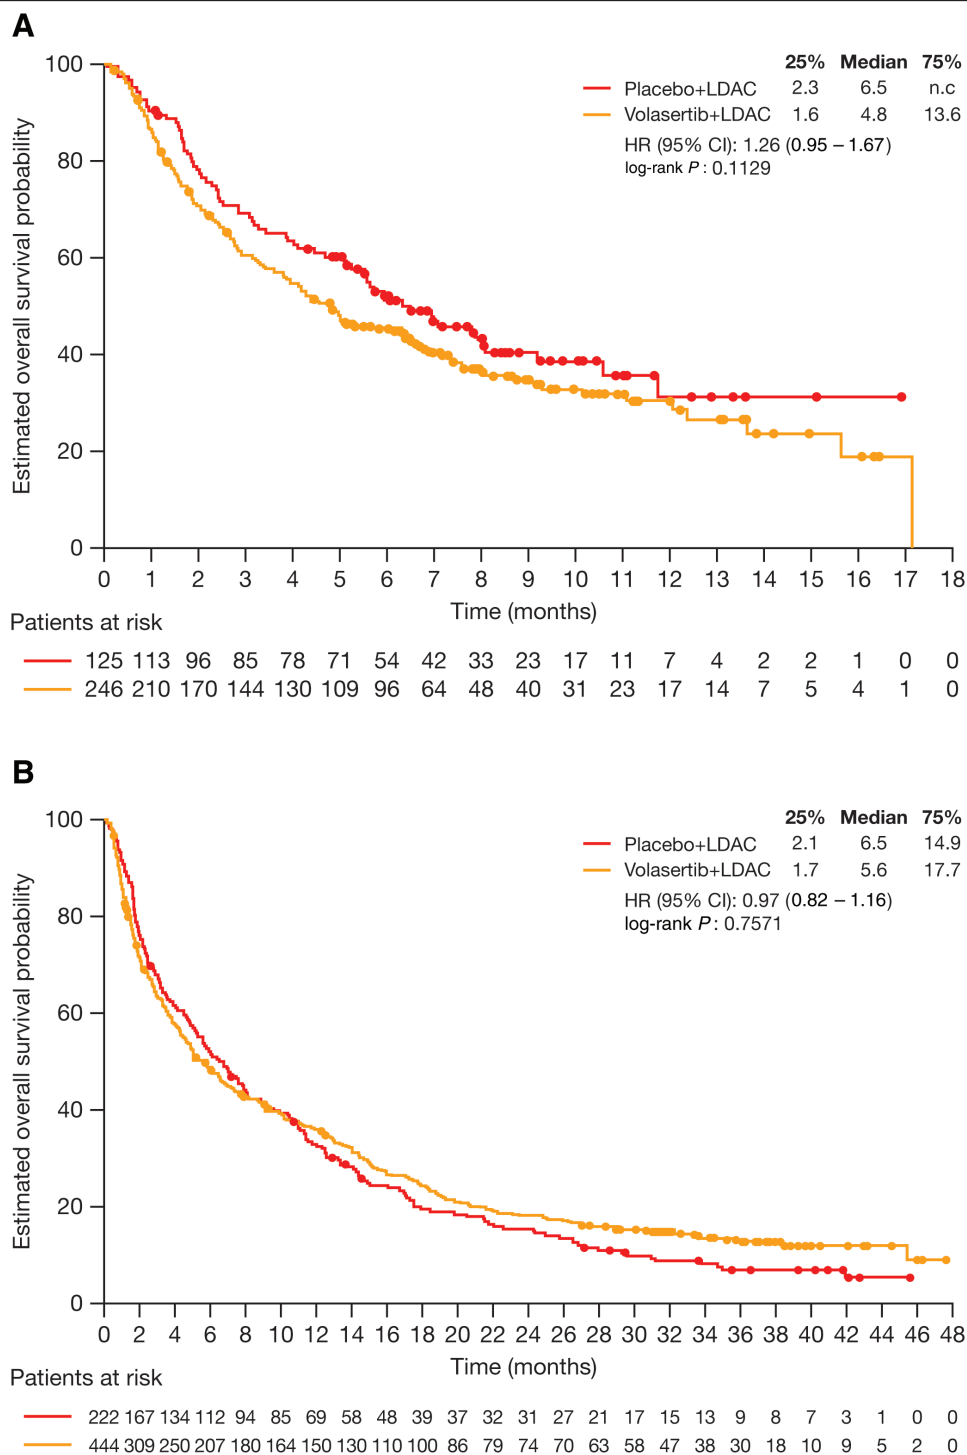 A
25% Median 75%
Placebo+LDAC 2.3 6.5 n.c
Volasertib+LDAC 1.6 4.8 13.6
HR (95% CI): 1.26 (0.95 – 1.67)
log-rank P : 0.1129
Estimated overall survival probability
100
80
60
40
20
0
0 1 2 3 4 5 6 7 8 9 10 11 12 13 14 15 16 17 18
Time (months)
Patients at risk
125 113 96 85 78 71 54 42 33 23 17 11 7 4 2 2 1 0 0
246 210 170 144 130 109 96 64 48 40 31 23 17 14 7 5 4 1 0
B
25% Median 75%
Placebo+LDAC 2.1 6.5 14.9
Volasertib+LDAC 1.7 5.6 17.7
HR (95% CI): 0.97 (0.82 – 1.16)
log-rank P : 0.7571
Estimated overall survival probability
100
80
60
40
20
0
0 2 4 6 8 10 12 14 16 18 20 22 24 26 28 30 32 34 36 38 40 42 44 46 48
Time (months)
Patients at risk
222 167 134 112 94 85 69 58 48 39 37 32 31 27 21 17 15 13 9 8 7 3 1 0 0
444 309 250 207 180 164 150 130 110 100 86 79 74 70 63 58 47 38 30 18 10 9 5 2 0